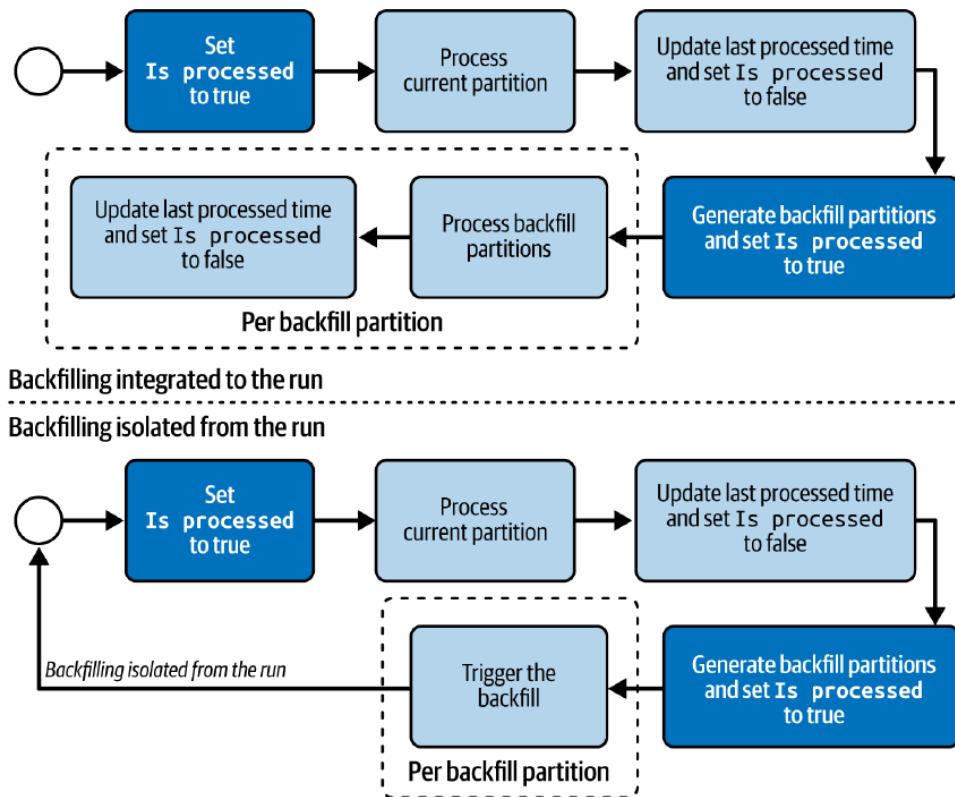 Set
Is processed
to true
Process
current partition
Update last processed time
and set Is processed
to false
Update last processed time
and set Is processed
to false
Process backfill
partitions
Generate backfill partitions
and set Is processed
to true
Per backfill partition
Backfilling integrated to the run
Backfilling isolated from the run
Set
Is processed
to true
Process
current partition
Update last processed time
and set Is processed
to false
Backfilling isolated from the run
Trigger the
backfill
Generate backfill partitions
and set Is processed
to true
Per backfill partition